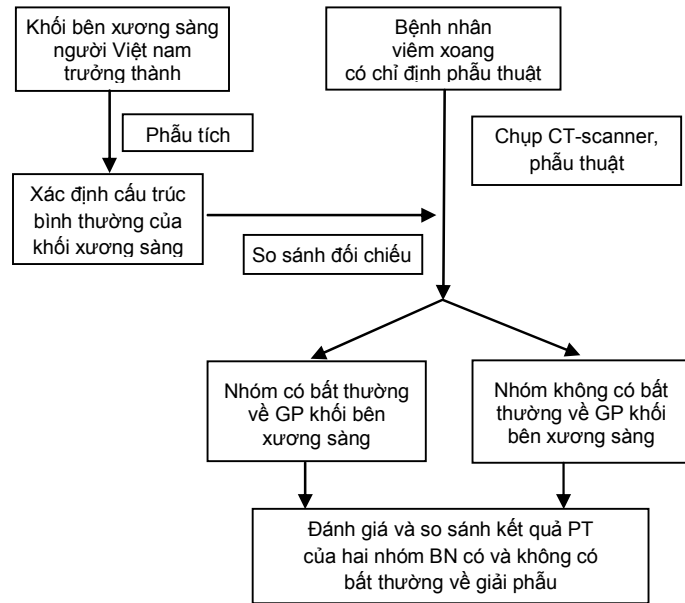 Khối bên xương sàng
người Việt nam
trưởng thành
Bệnh nhân
viêm xoang
có chỉ định phẫu thuật
Phẫu tích
Chụp CT-scanner,
phẫu thuật
Xác định cấu trúc
bình thường của
khối xương sàng
So sánh đối chiếu
Nhóm có bất thường
về GP khối bên
xương sàng
Nhóm không có bất
thường về GP khối
bên xương sàng
Đánh giá và so sánh kết quả PT
của hai nhóm BN có và không có
bất thường về giải phẫu